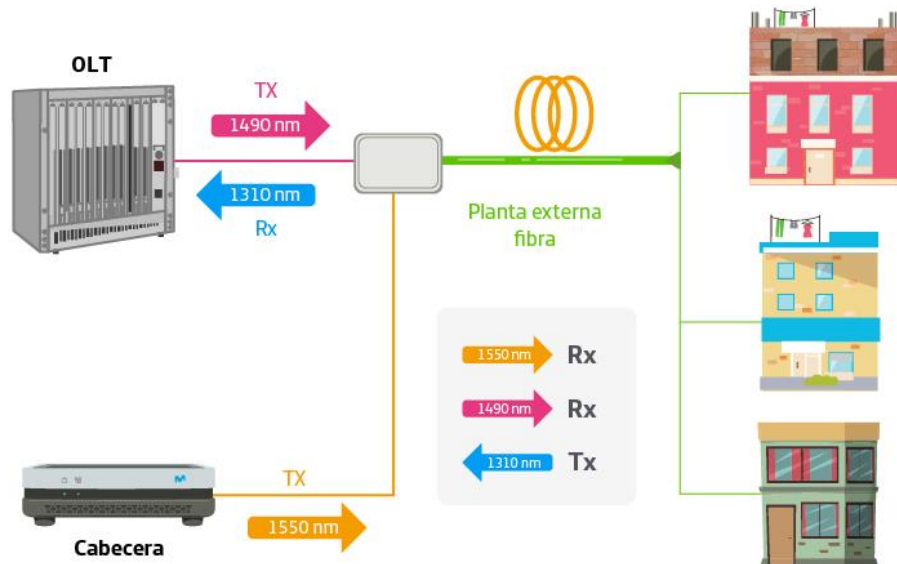 OLT
TX
1490 nm
1310 nm
Rx
Planta externa
fibra
1550 nm Rx
1490 nm Rx
1310 nm Tx
TX
1550 nm
Cabecera